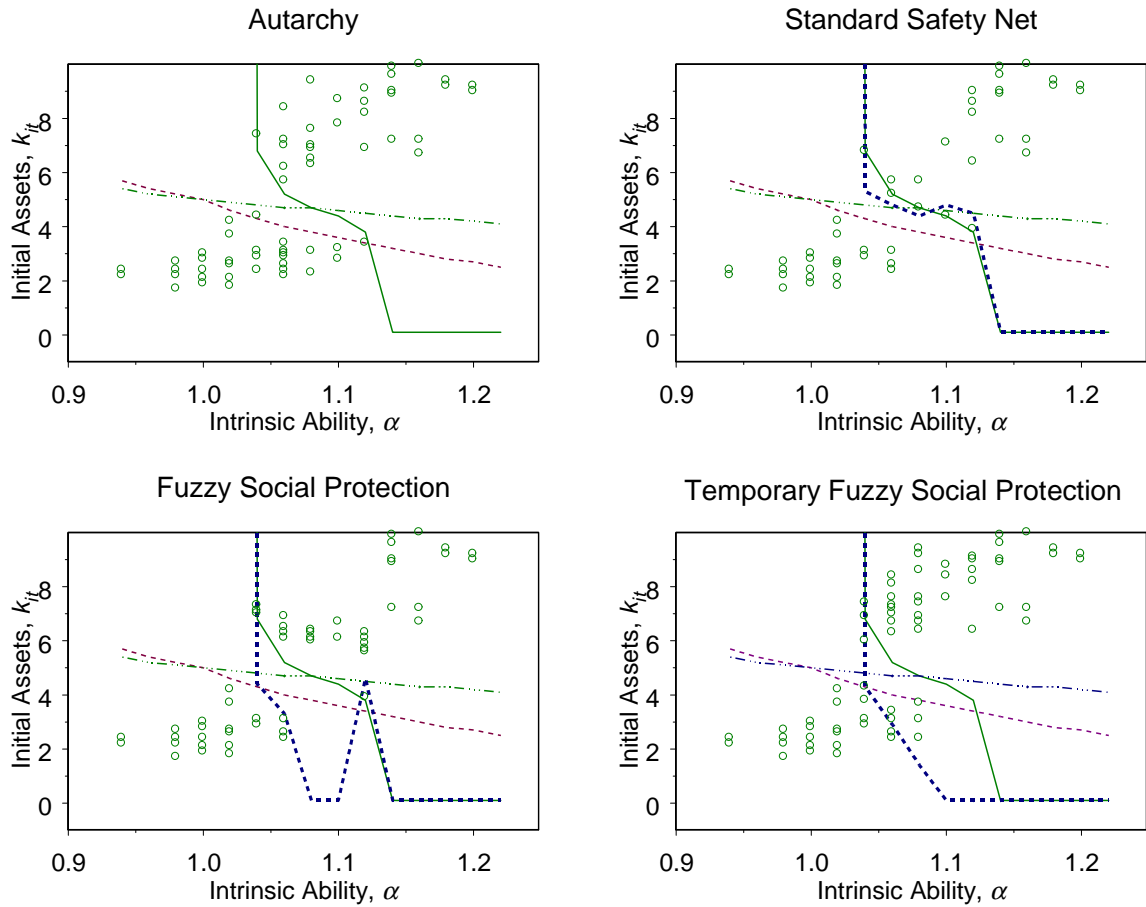 Autarchy
Initial Assets, k_it
8
6
4
2
0
0.9 1.0 1.1 1.2
Intrinsic Ability, α
Standard Safety Net
Initial Assets, k_it
8
6
4
2
0
0.9 1.0 1.1 1.2
Intrinsic Ability, α
Fuzzy Social Protection
Initial Assets, k_it
8
6
4
2
0
0.9 1.0 1.1 1.2
Intrinsic Ability, α
Temporary Fuzzy Social Protection
Initial Assets, k_it
8
6
4
2
0
0.9 1.0 1.1 1.2
Intrinsic Ability, α